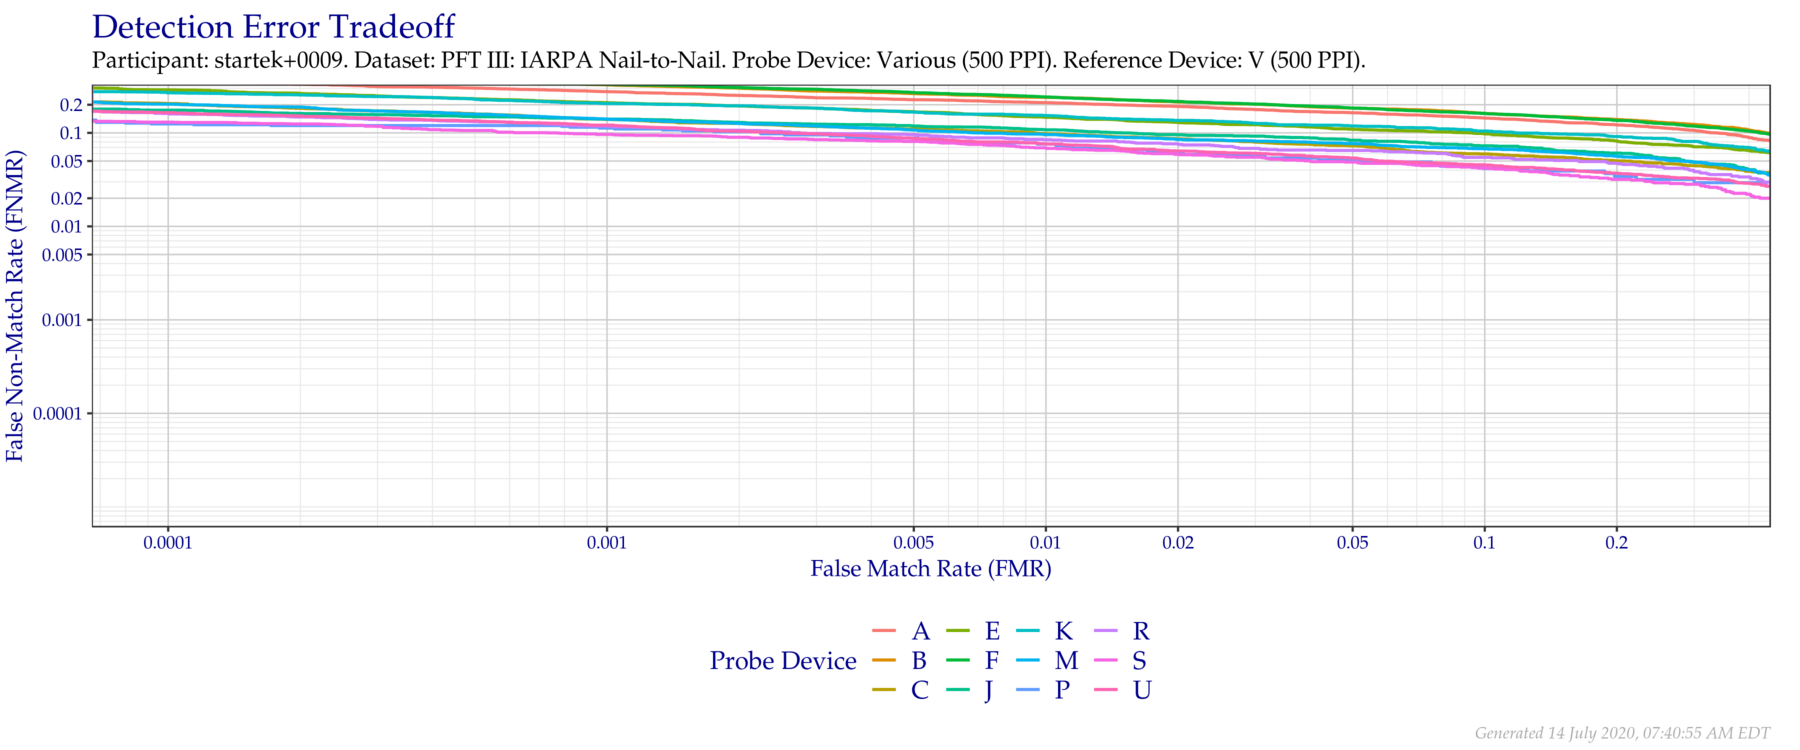 Detection Error Tradeoff
Participant: startek+0009. Dataset: PFT III: IARPA Nail-to-Nail. Probe Device: Various (500 PPI). Reference Device: V (500 PPI).
False Non-Match Rate (FNMR)
0.2
0.1
0.05
0.02
0.01
0.005
0.001
0.0001
0.0001 0.001 0.005 0.01 0.02 0.05 0.1 0.2
False Match Rate (FMR)
Probe Device
A E K R
B F M S
C J P U
Generated 14 July 2020, 07:40:55 AM EDT